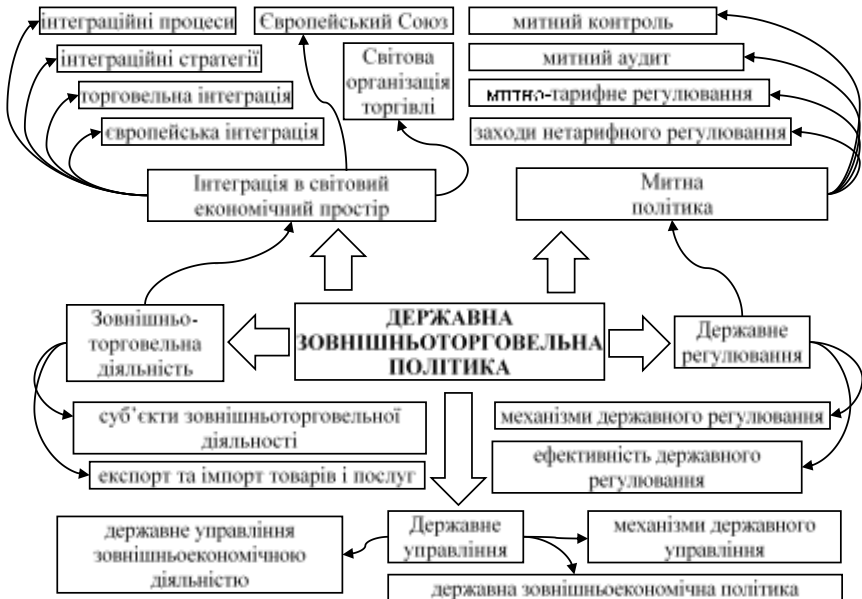 інтеграційні процеси
Європейський Союз
митний контроль
інтеграційні стратегії
Світова
організація
торгівлі
митний аудит
торговельна інтеграція
митно-тарифне регулювання
європейська інтеграція
заходи нетарифного регулювання
Інтеграція в світовий
економічний простір
Митна
політика
Зовнішньо-
торговельна
діяльність
ДЕРЖАВНА
ЗОВНІШНЬОТОРГОВЕЛЬНА
ПОЛІТИКА
Державне
регулювання
суб’єкти зовнішньоторговельної
діяльності
механізми державного регулювання
експорт та імпорт товарів і послуг
ефективність державного
регулювання
державне управління
зовнішньоекономічною
діяльністю
Державне
управління
механізми державного
управління
державна зовнішньоекономічна політика